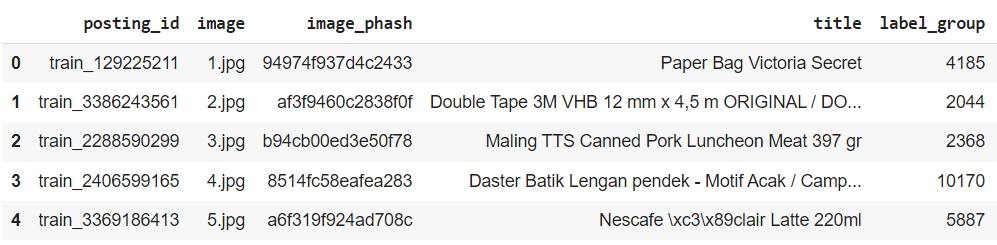 posting_id image image_phash title label_group
0 train_129225211 1.jpg 94974f937d4c2433 Paper Bag Victoria Secret 4185
1 train_3386243561 2.jpg af3f9460c2838f0f Double Tape 3M VHB 12 mm x 4,5 m ORIGINAL / DO... 2044
2 train_2288590299 3.jpg b94cb00ed3e50f78 Maling TTS Canned Pork Luncheon Meat 397 gr 2368
3 train_2406599165 4.jpg 8514fc58eafea283 Daster Batik Lengan pendek - Motif Acak / Camp... 10170
4 train_3369186413 5.jpg a6f319f924ad708c Nescafe \xc3\x89clair Latte 220ml 5887